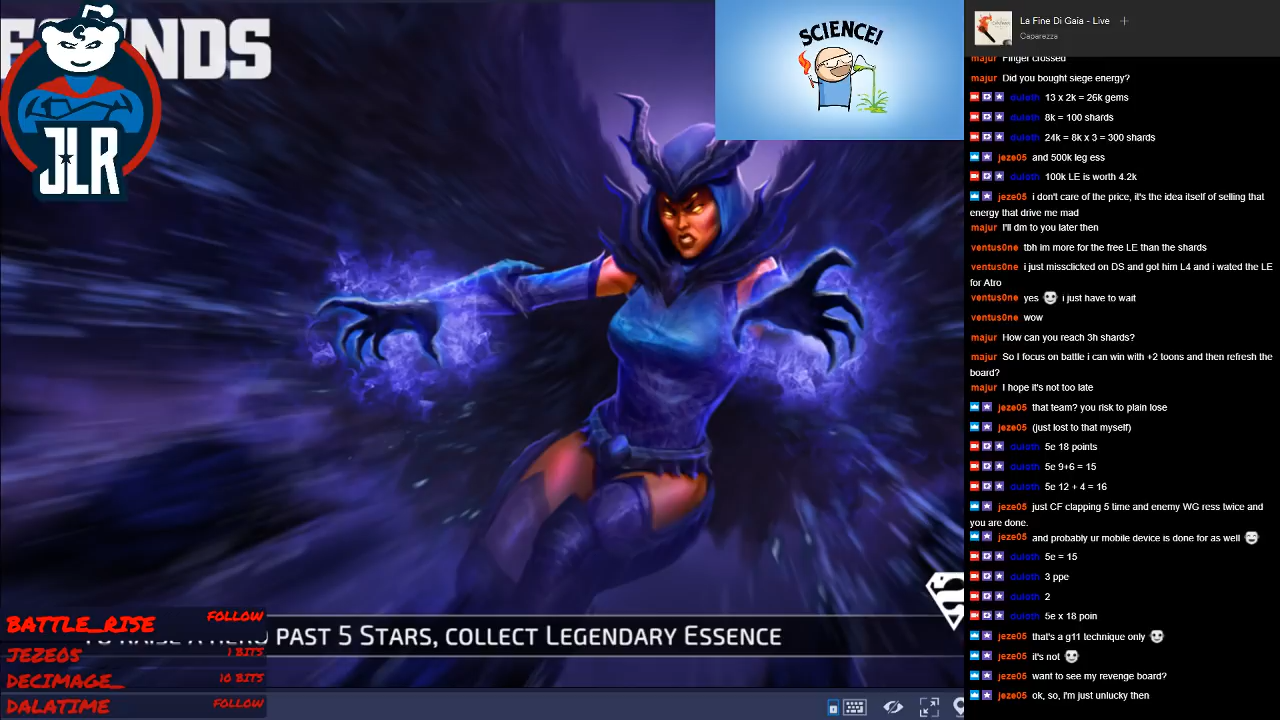 ENDS
JLR
SCIENCE!
La Fine Di Gaia - Live
Caparezza
majur Finger crossed
majur Did you bought siege energy?
duloth 13 x 2k = 26k gems
duloth 8k = 100 shards
duloth 24k = 8k x 3 = 300 shards
jeze05 and 500k leg ess
duloth 100k LE is worth 4.2k
jeze05 i don't care of the price, it's the idea itself of selling that
energy that drive me mad
majur I'll dm to you later then
ventus0ne tbh im more for the free LE than the shards
ventus0ne i just missclicked on DS and got him L4 and i wated the LE
for Atro
ventus0ne yes i just have to wait
ventus0ne wow
majur How can you reach 3h shards?
majur So I focus on battle i can win with +2 toons and then refresh the
board?
majur I hope it's not too late
jeze05 that team? you risk to plain lose
jeze05 (just lost to that myself)
duloth 5e 18 points
duloth 5e 9+6 = 15
duloth 5e 12 + 4 = 16
jeze05 just CF clapping 5 time and enemy WG ress twice and
you are done.
jeze05 and probably ur mobile device is done for as well
duloth 5e = 15
duloth 3 ppe
duloth 2
duloth 5e x 18 poin
jeze05 that's a g11 technique only
jeze05 it's not
jeze05 want to see my revenge board?
jeze05 ok, so, i'm just unlucky then
BATTLE_RISE FOLLOW
TO RAISE A HERO PAST 5 STARS, COLLECT LEGENDARY ESSENCE
JEZE05 1 BITS
DECIMAGE_ 10 BITS
DALATIME FOLLOW